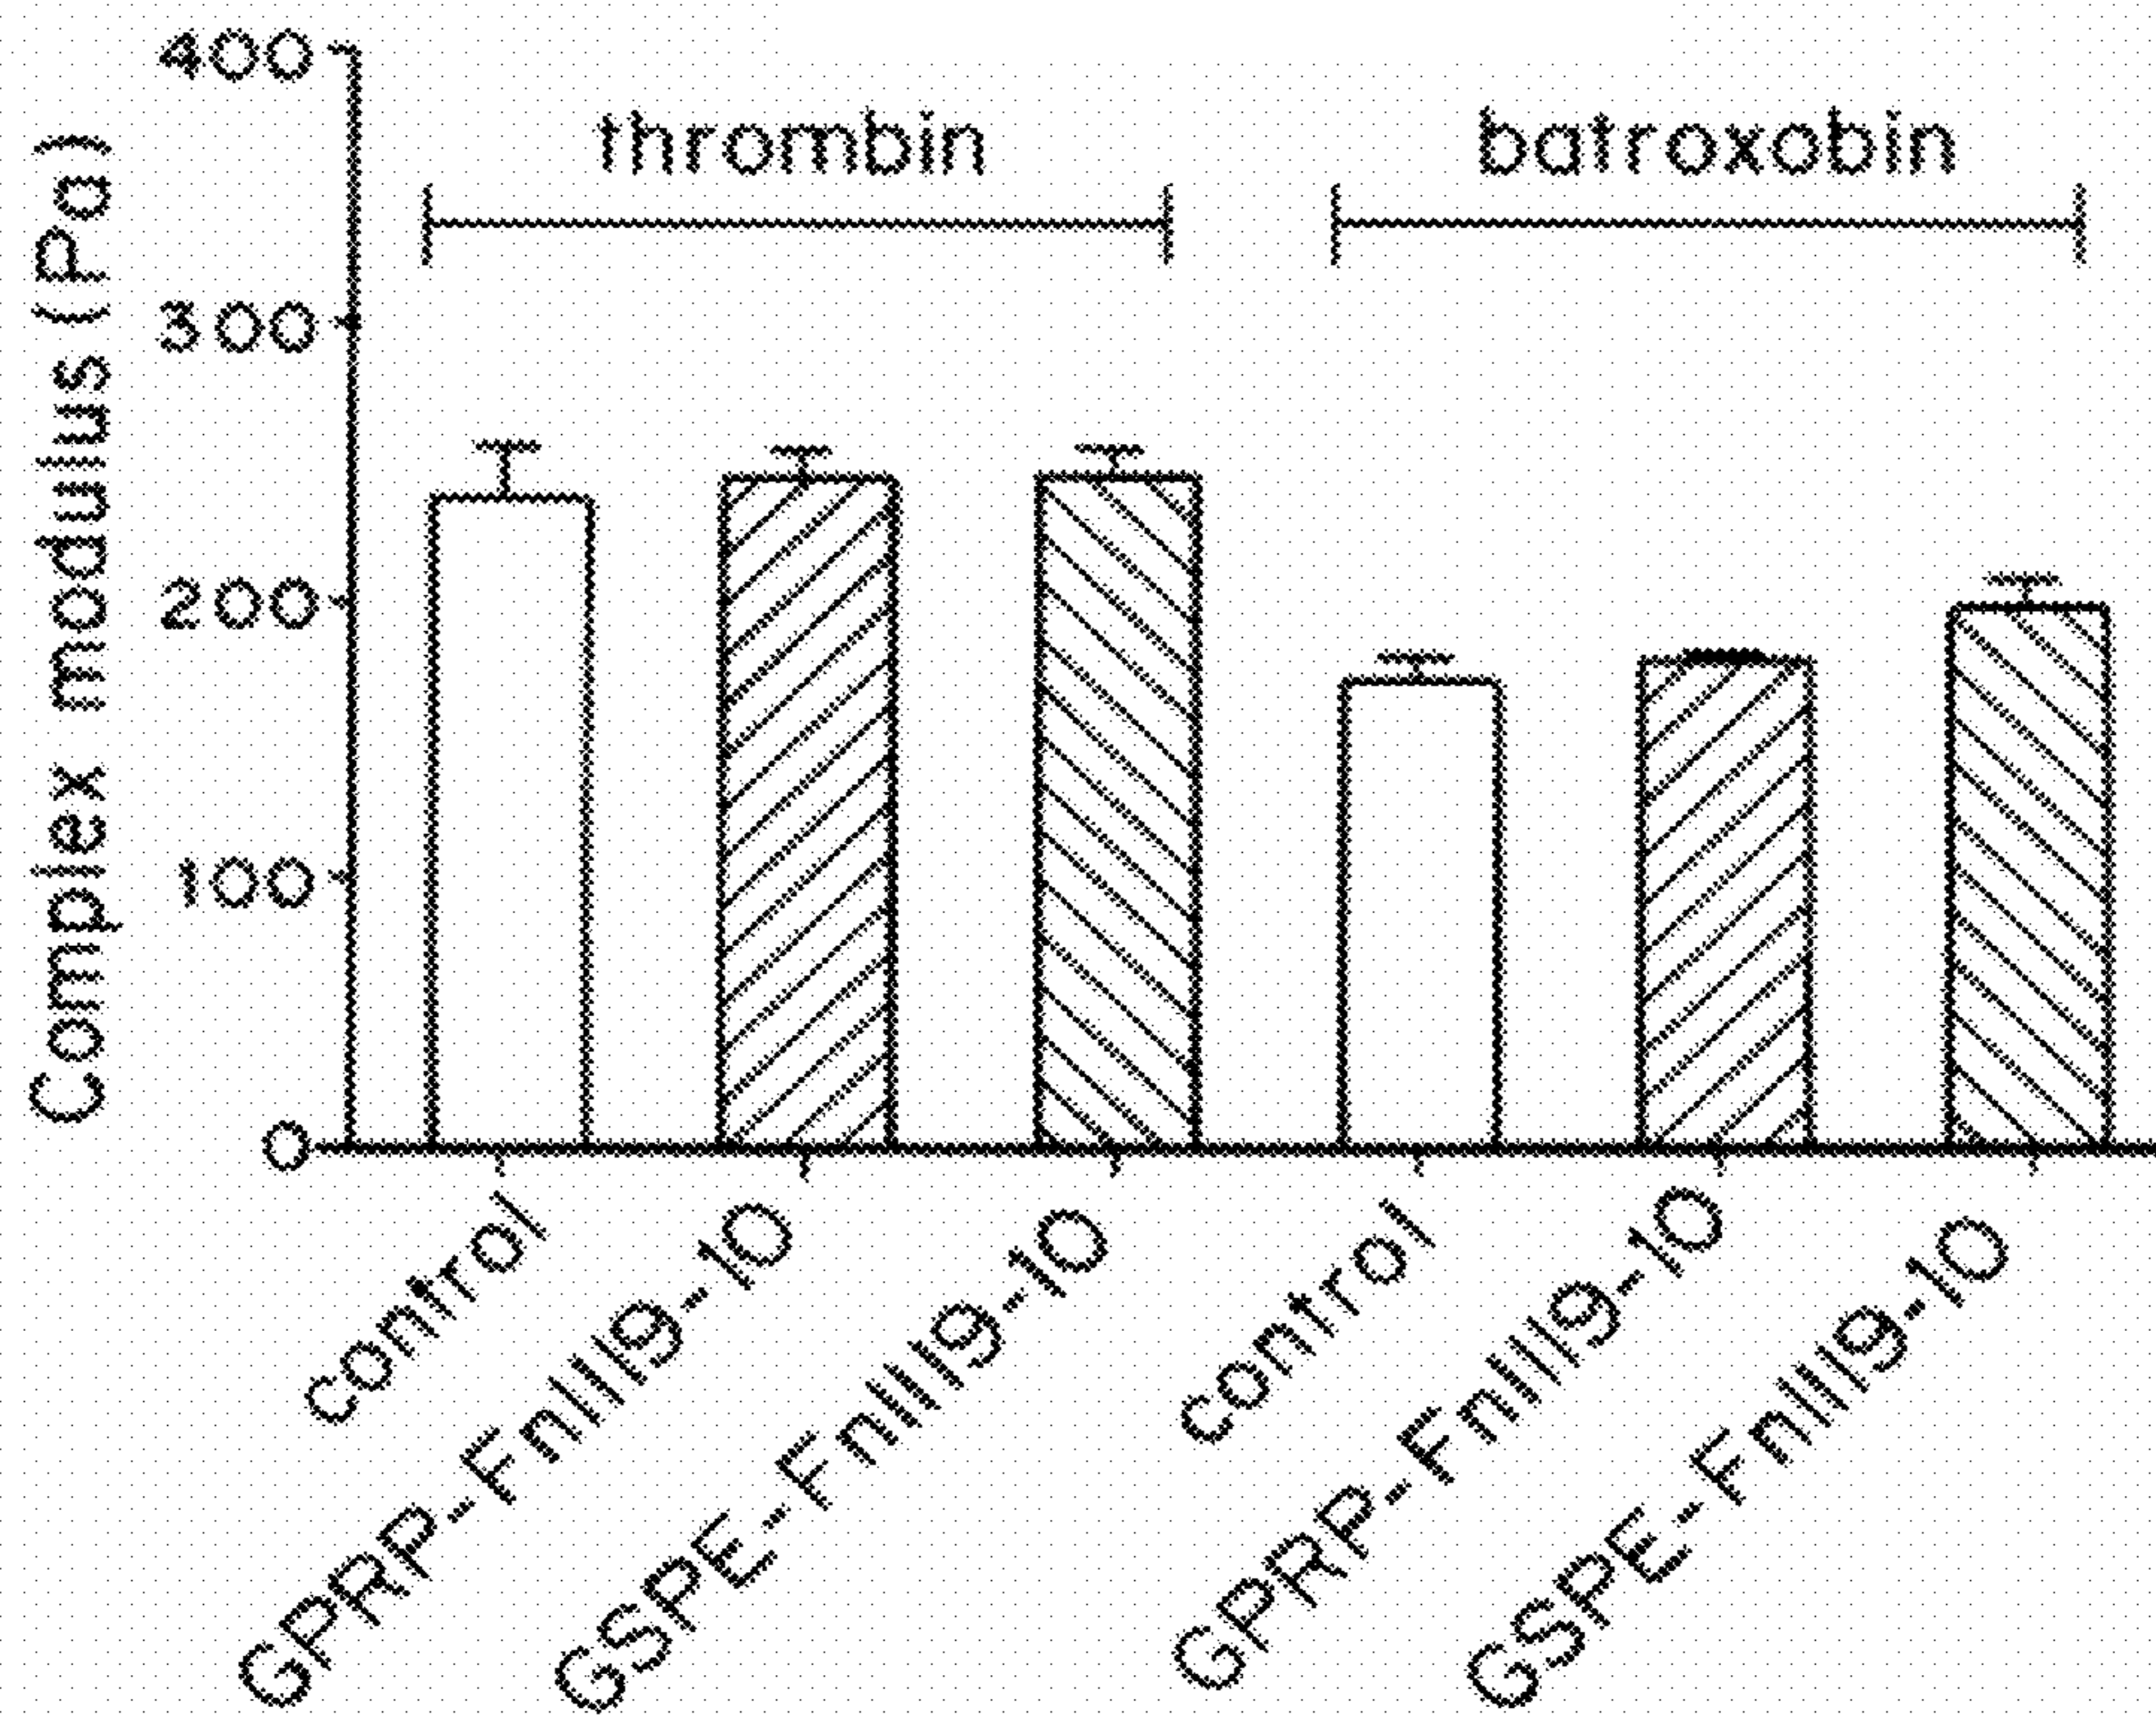 Complex modulus (Pa)
400
300
200
100
0
thrombin
batroxobin
control
GPRP-FnIII9-10
GSPE-FnIII9-10
control
GPRP-FnIII9-10
GSPE-FnIII9-10